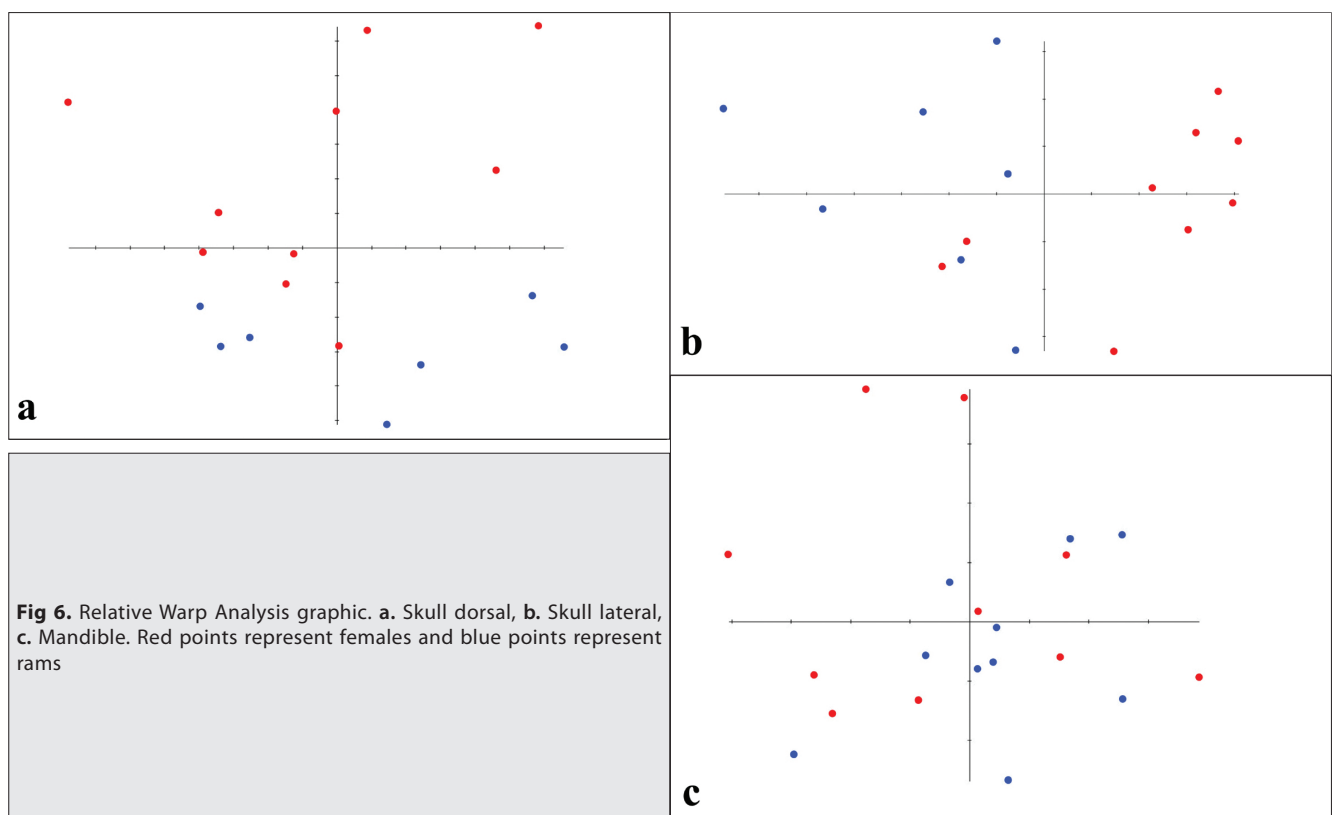 a
b
c
Fig 6. Relative Warp Analysis graphic. a. Skull dorsal, b. Skull lateral,
c. Mandible. Red points represent females and blue points represent
rams